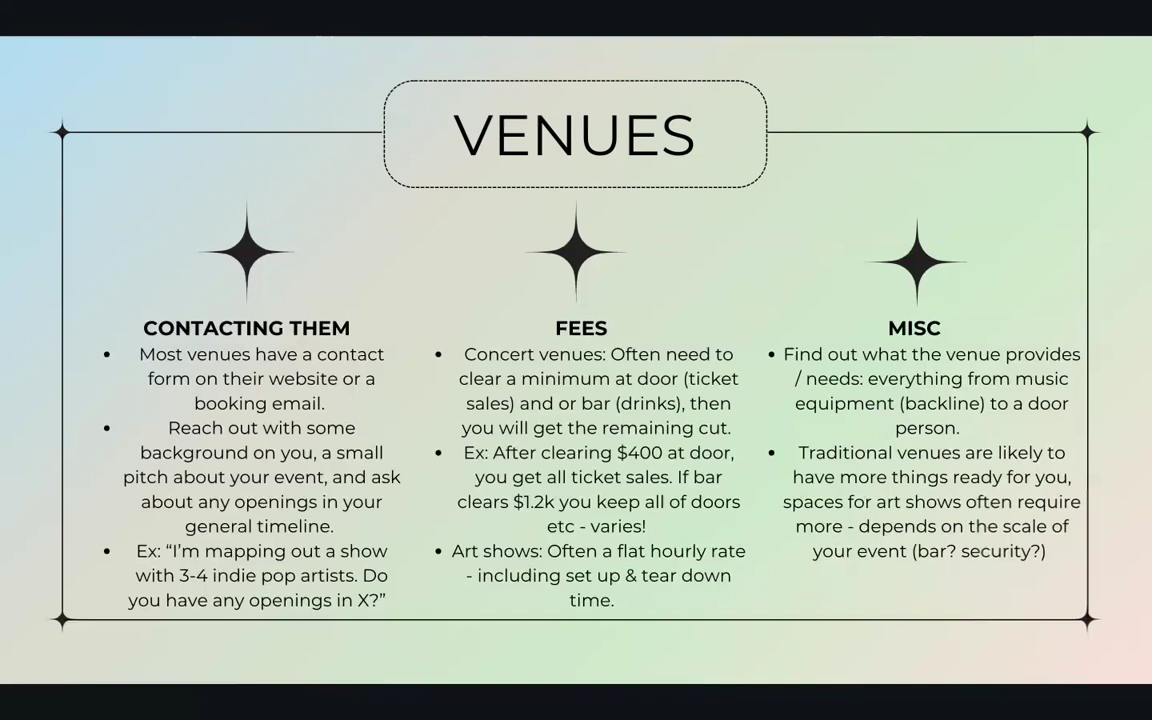 VENUES
CONTACTING THEM
• Most venues have a contact
form on their website or a
booking email.
• Reach out with some
background on you, a small
pitch about your event, and ask
about any openings in your
general timeline.
• Ex: “I’m mapping out a show
with 3-4 indie pop artists. Do
you have any openings in X?”
FEES
• Concert venues: Often need to
clear a minimum at door (ticket
sales) and or bar (drinks), then
you will get the remaining cut.
• Ex: After clearing $400 at door,
you get all ticket sales. If bar
clears $1.2k you keep all of doors
etc - varies!
• Art shows: Often a flat hourly rate
- including set up & tear down
time.
MISC
• Find out what the venue provides
/ needs: everything from music
equipment (backline) to a door
person.
• Traditional venues are likely to
have more things ready for you,
spaces for art shows often require
more - depends on the scale of
your event (bar? security?)